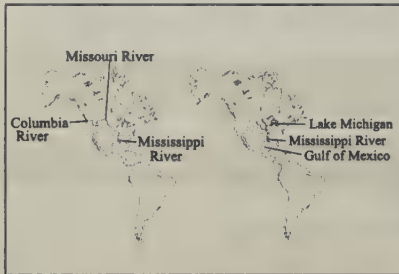 Missouri River
Columbia
River
Mississippi
River
Lake Michigan
Mississippi River
Gulf of Mexico